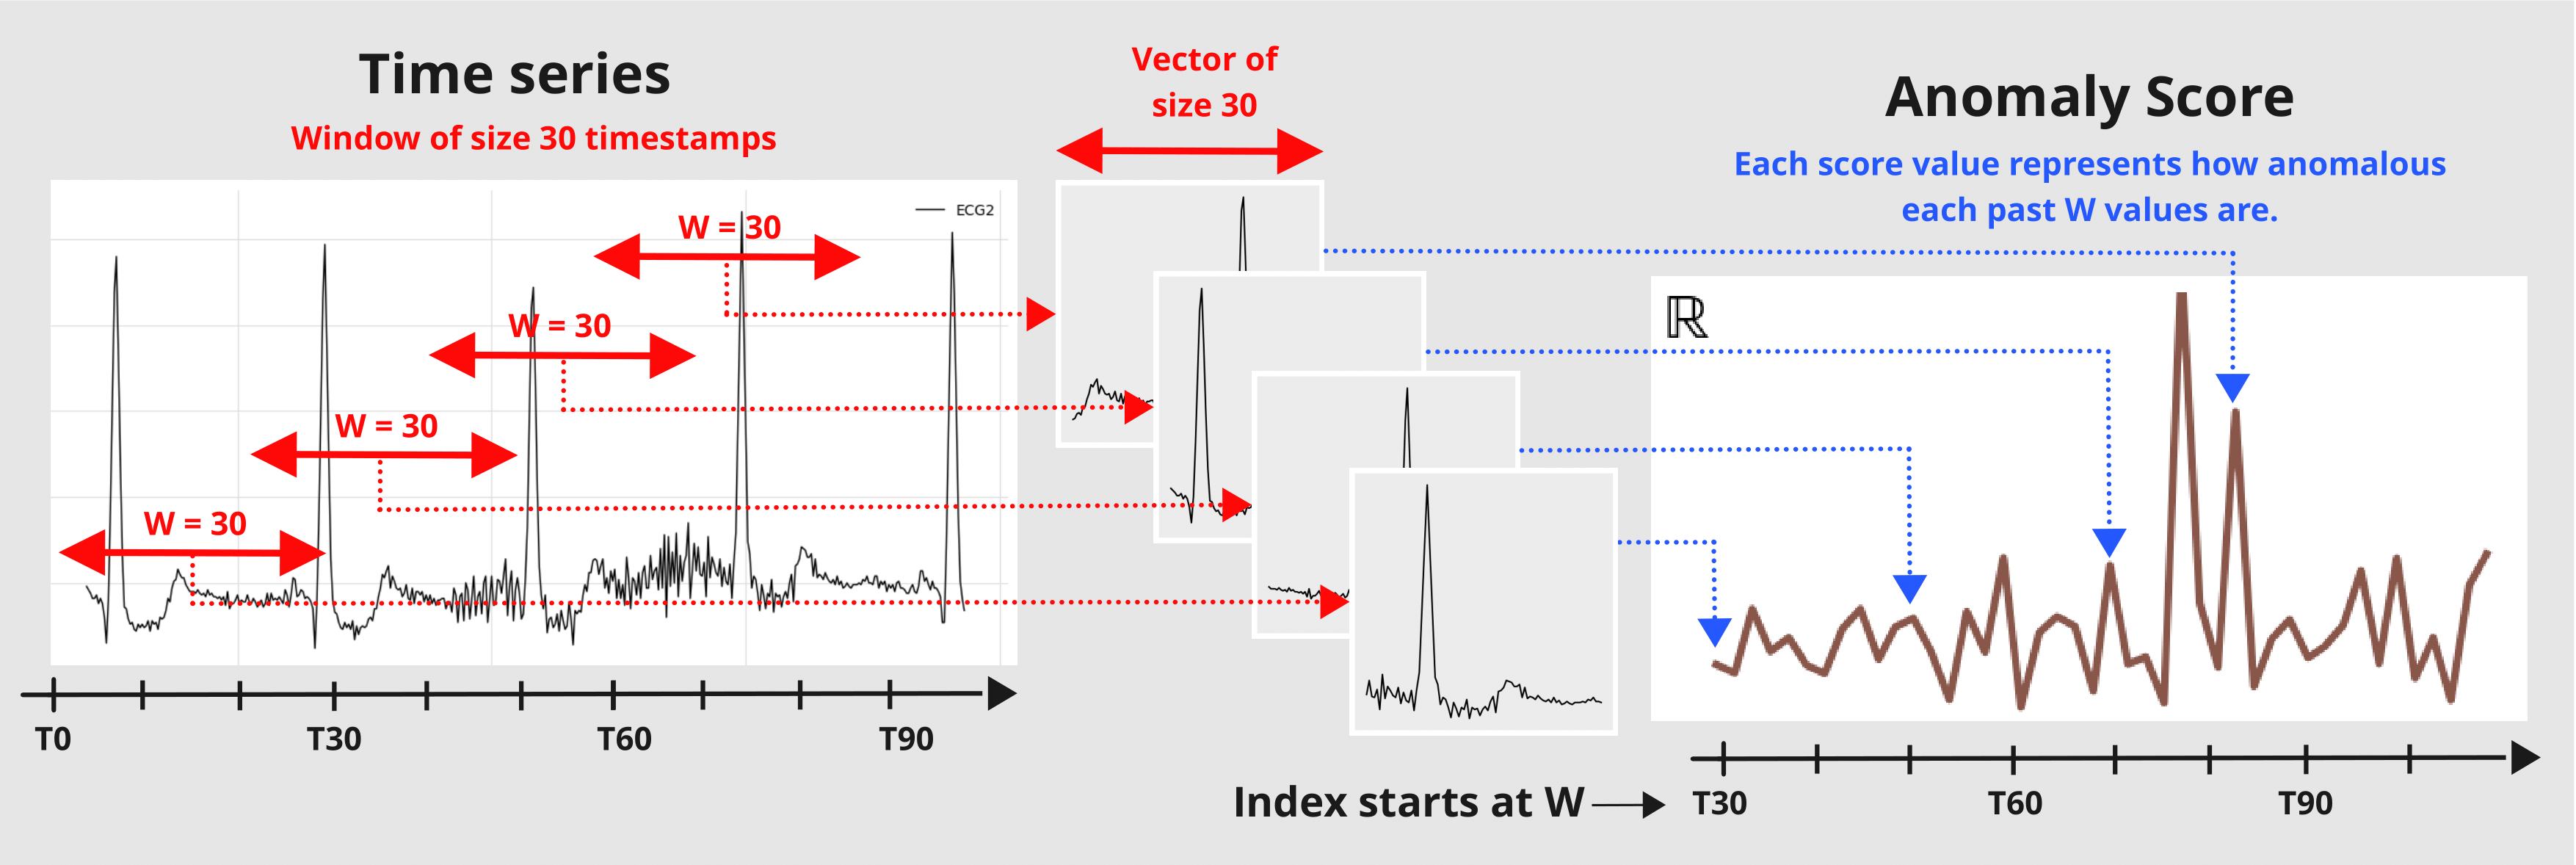 Time series
Window of size 30 timestamps
ECG2
W = 30
W = 30
W = 30
W = 30
T0
T30
T60
T90
Vector of
size 30
Anomaly Score
Each score value represents how anomalous
each past W values are.
ℝ
Index starts at W
T30
T60
T90